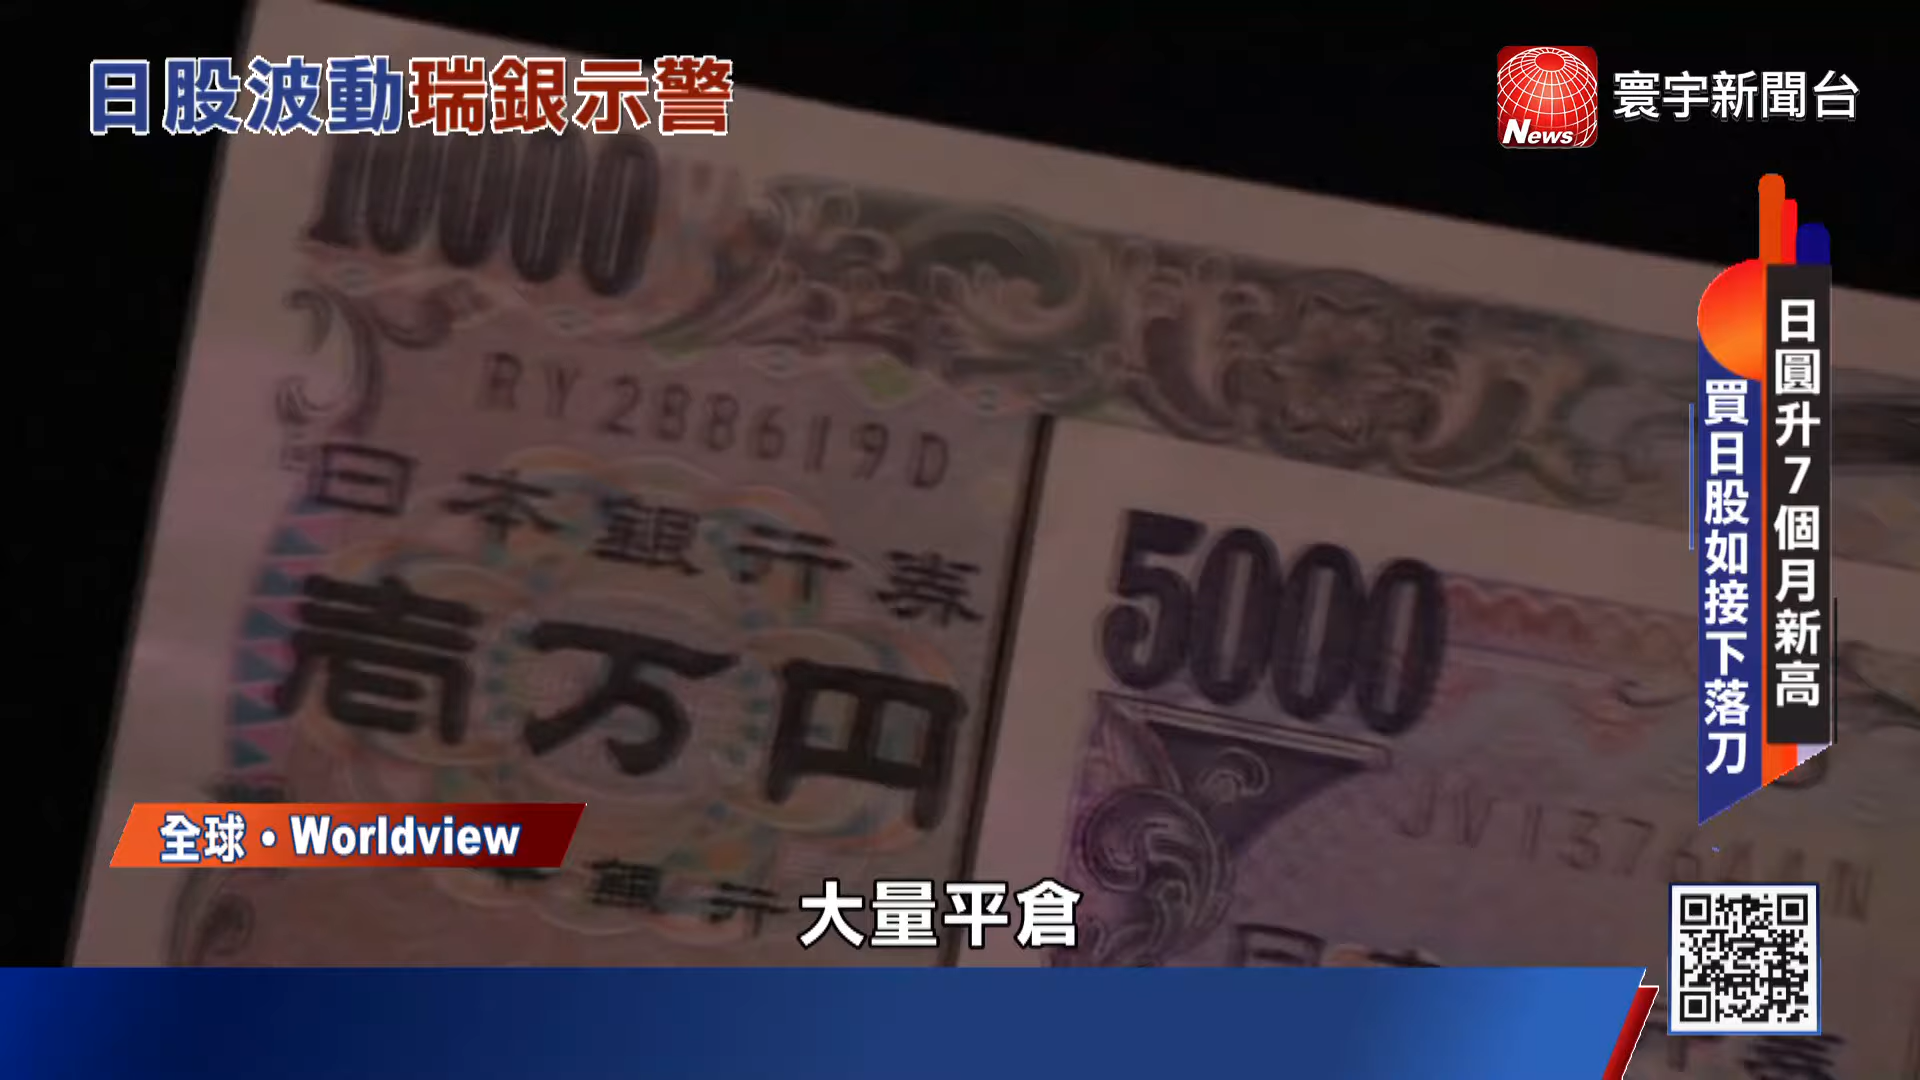 日股波動瑞銀示警
News
寰宇新聞台
日圓升7個月新高
買日股如接下落刀
10000
RY288619D
日本銀行券
壱万円
5000
全球・Worldview
大量平倉